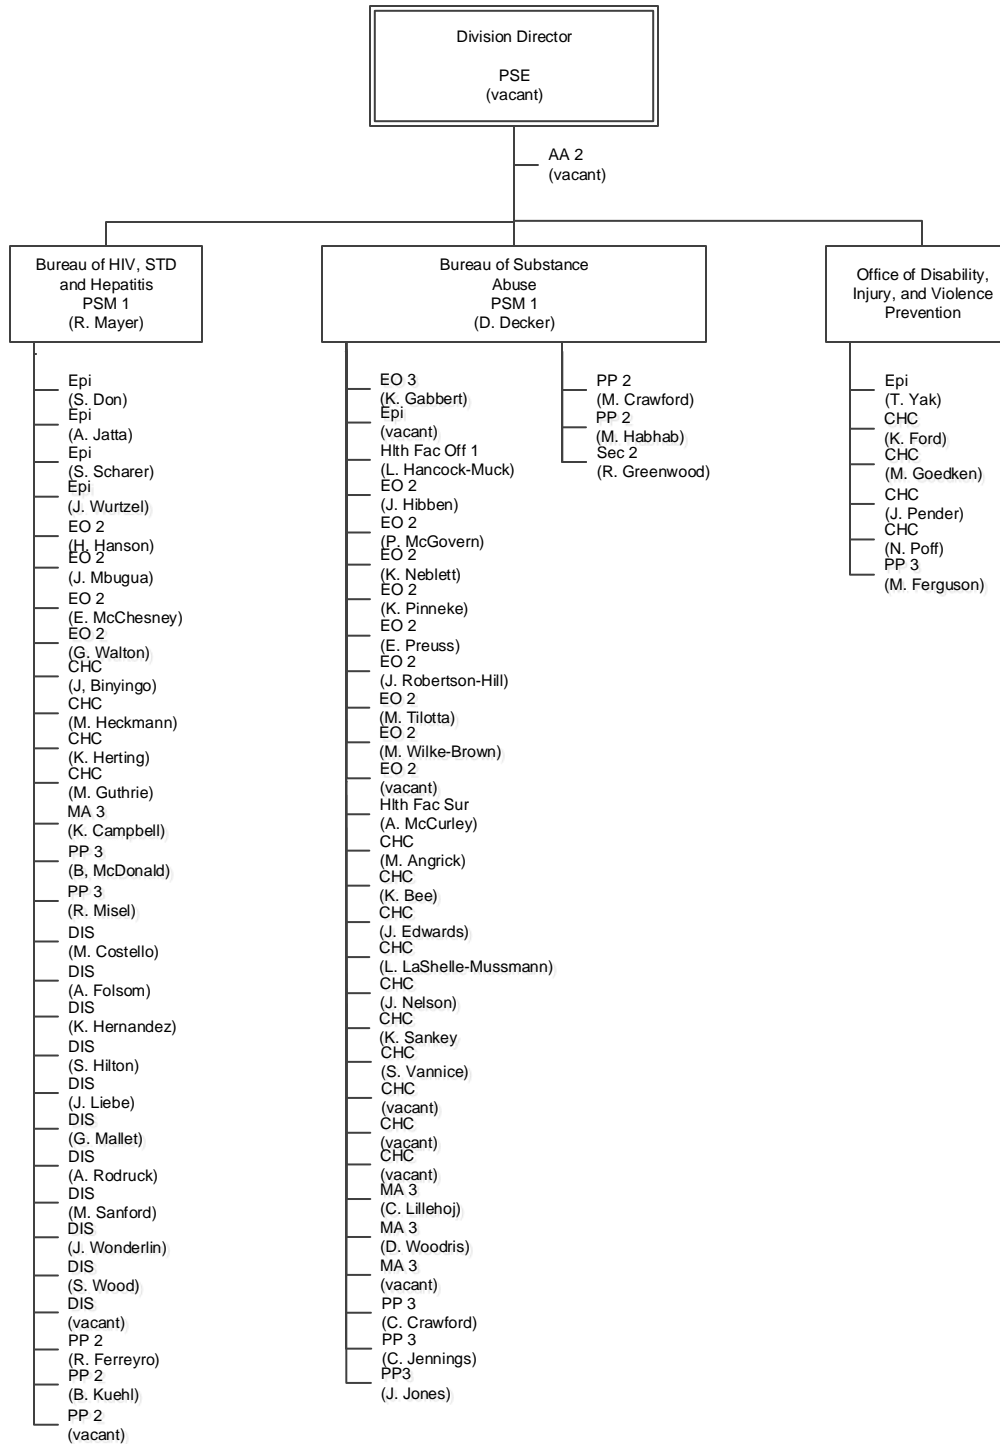 Division Director
PSE
(vacant)
AA 2
(vacant)
Bureau of HIV, STD
and Hepatitis
PSM 1
(R. Mayer)
Epi
(S. Don)
Epi
(A. Jatta)
Epi
(S. Scharer)
Epi
(J. Wurtzel)
EO 2
(H. Hanson)
EO 2
(J. Mbugua)
EO 2
(E. McChesney)
EO 2
(G. Walton)
CHC
(J, Binyingo)
CHC
(M. Heckmann)
CHC
(K. Herting)
CHC
(M. Guthrie)
MA 3
(K. Campbell)
PP 3
(B, McDonald)
PP 3
(R. Misel)
DIS
(M. Costello)
DIS
(A. Folsom)
DIS
(K. Hernandez)
DIS
(S. Hilton)
DIS
(J. Liebe)
DIS
(G. Mallet)
DIS
(A. Rodruck)
DIS
(M. Sanford)
DIS
(J. Wonderlin)
DIS
(S. Wood)
DIS
(vacant)
PP 2
(R. Ferreyro)
PP 2
(B. Kuehl)
PP 2
(vacant)
Bureau of Substance
Abuse
PSM 1
(D. Decker)
EO 3
(K. Gabbert)
Epi
(vacant)
Hlth Fac Off 1
(L. Hancock-Muck)
EO 2
(J. Hibben)
EO 2
(P. McGovern)
EO 2
(K. Neblett)
EO 2
(K. Pinneke)
EO 2
(E. Preuss)
EO 2
(J. Robertson-Hill)
EO 2
(M. Tilotta)
EO 2
(M. Wilke-Brown)
EO 2
(vacant)
Hlth Fac Sur
(A. McCurley)
CHC
(M. Angrick)
CHC
(K. Bee)
CHC
(J. Edwards)
CHC
(L. LaShelle-Mussmann)
CHC
(J. Nelson)
CHC
(K. Sankey
CHC
(S. Vannice)
CHC
(vacant)
CHC
(vacant)
CHC
(vacant)
MA 3
(C. Lillehoj)
MA 3
(D. Woodris)
MA 3
(vacant)
PP 3
(C. Crawford)
PP 3
(C. Jennings)
PP3
(J. Jones)
PP 2
(M. Crawford)
PP 2
(M. Habhab)
Sec 2
(R. Greenwood)
Office of Disability,
Injury, and Violence
Prevention
Epi
(T. Yak)
CHC
(K. Ford)
CHC
(M. Goedken)
CHC
(J. Pender)
CHC
(N. Poff)
PP 3
(M. Ferguson)